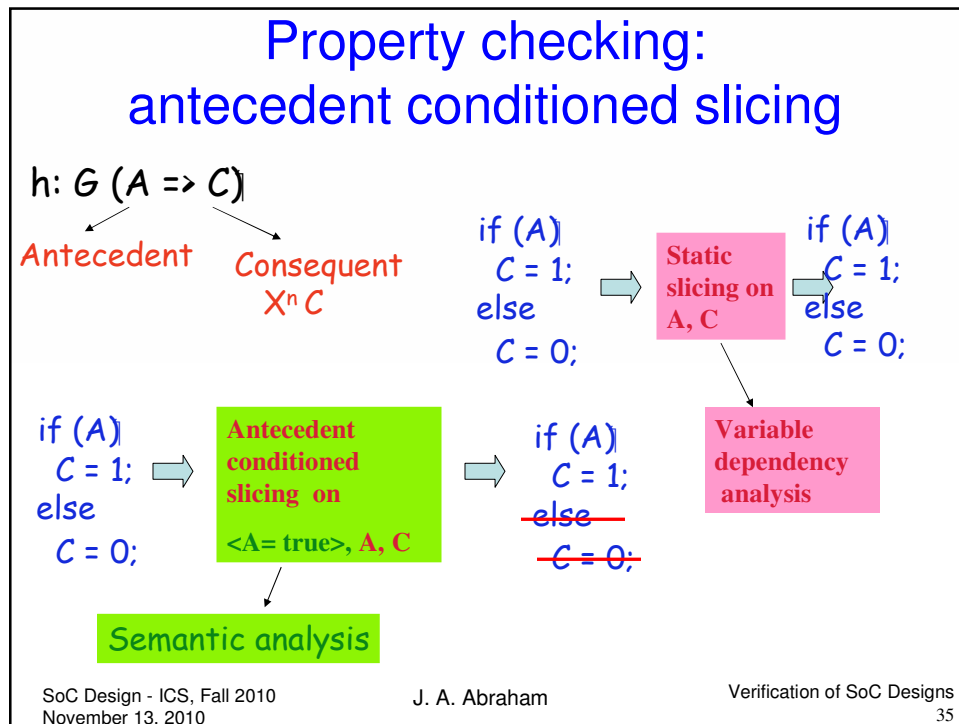 Property checking:
antecedent conditioned slicing
h: G (A => C)
Antecedent
Consequent
Xⁿ C
if (A)
C = 1;
else
C = 0;
Static
slicing on
A, C
if (A)
C = 1;
else
C = 0;
Variable
dependency
analysis
if (A)
C = 1;
else
C = 0;
Antecedent
conditioned
slicing on
<A= true>, A, C
if (A)
C = 1;
else
C = 0;
Semantic analysis
SoC Design - ICS, Fall 2010
November 13, 2010
J. A. Abraham
Verification of SoC Designs
35